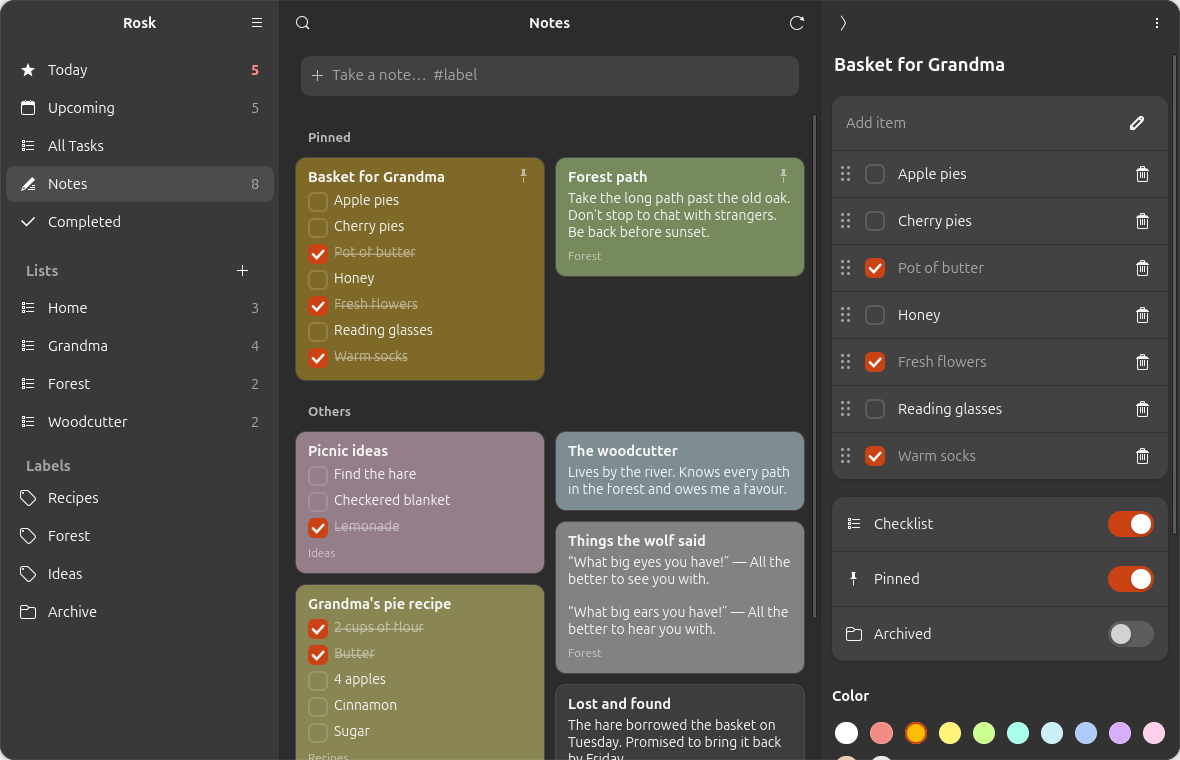 Rosk
Today 5
Upcoming 5
All Tasks
Notes 8
Completed
Lists
Home 3
Grandma 4
Forest 2
Woodcutter 2
Labels
Recipes
Forest
Ideas
Archive
Notes
Take a note… #label
Pinned
Basket for Grandma
Apple pies
Cherry pies
Pot of butter
Honey
Fresh flowers
Reading glasses
Warm socks
Forest path
Take the long path past the old oak.
Don't stop to chat with strangers.
Be back before sunset.
Forest
Others
Picnic ideas
Find the hare
Checkered blanket
Lemonade
Ideas
Grandma's pie recipe
2 cups of flour
Butter
4 apples
Cinnamon
Sugar
Recipes
The woodcutter
Lives by the river. Knows every path
in the forest and owes me a favour.
Things the wolf said
“What big eyes you have!” — All the
better to see you with.
“What big ears you have!” — All the
better to hear you with.
Forest
Lost and found
The hare borrowed the basket on
Tuesday. Promised to bring it back
by Friday.
Basket for Grandma
Add item
Apple pies
Cherry pies
Pot of butter
Honey
Fresh flowers
Reading glasses
Warm socks
Checklist
Pinned
Archived
Color